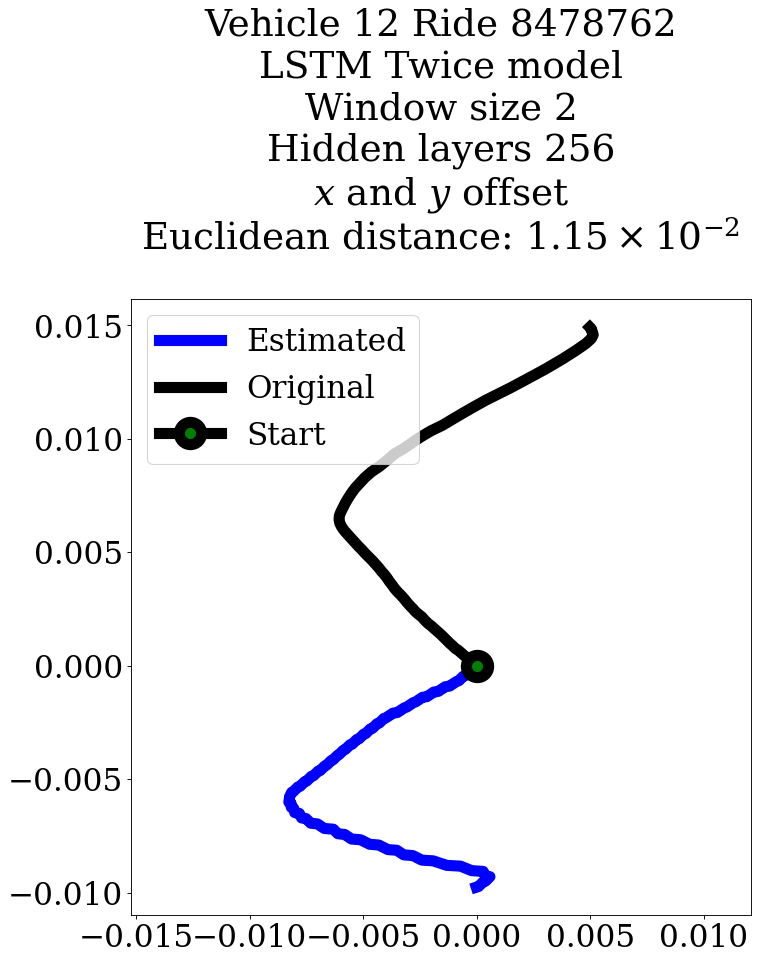 Vehicle 12 Ride 8478762
LSTM Twice model
Window size 2
Hidden layers 256
x and y offset
Euclidean distance: 1.15 × 10⁻²
Estimated
Original
Start
0.015
0.010
0.005
0.000
−0.005
−0.010
−0.015 −0.010 −0.005 0.000 0.005 0.010